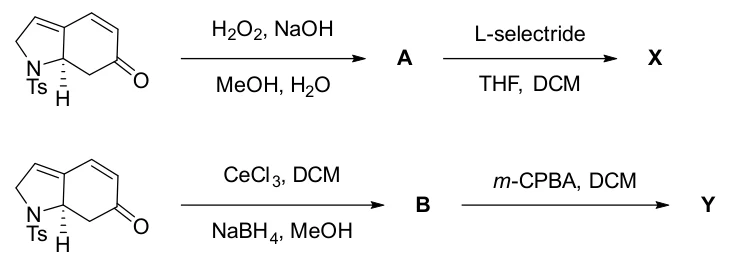 H₂O₂, NaOH
MeOH, H₂O
A
L-selectride
THF, DCM
X
N
Ts
H
O
CeCl₃, DCM
NaBH₄, MeOH
B
m-CPBA, DCM
Y
N
Ts
H
O